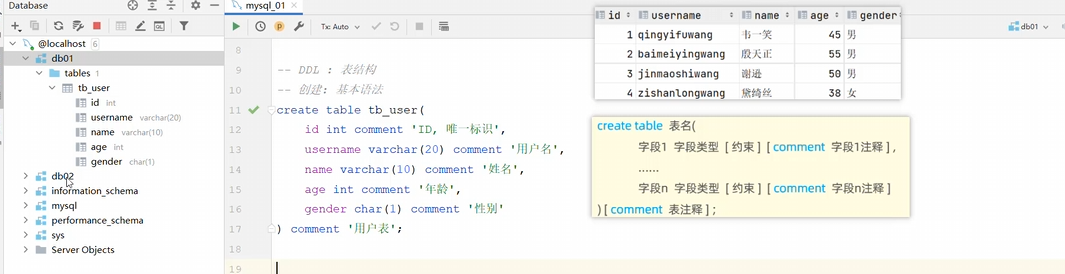 Database
mysql_01
Tx: Auto
db01
@localhost 6
db01
tables 1
tb_user
id int
username varchar(20)
name varchar(10)
age int
gender char(1)
db02
information_schema
mysql
performance_schema
sys
Server Objects
8
9 -- DDL : 表结构
10 -- 创建: 基本语法
11 create table tb_user(
12 id int comment 'ID, 唯一标识',
13 username varchar(20) comment '用户名',
14 name varchar(10) comment '姓名',
15 age int comment '年龄',
16 gender char(1) comment '性别'
17 ) comment '用户表';
18
19
id username name age gender
1 qingyifuwang 韦一笑 45 男
2 baimeiyingwang 殷天正 55 男
3 jinmaoshiwang 谢逊 50 男
4 zishanlongwang 黛绮丝 38 女
create table 表名(
字段1 字段类型 [ 约束 ] [ comment 字段1注释 ],
......
字段n 字段类型 [ 约束 ] [ comment 字段n注释 ]
)[ comment 表注释 ];